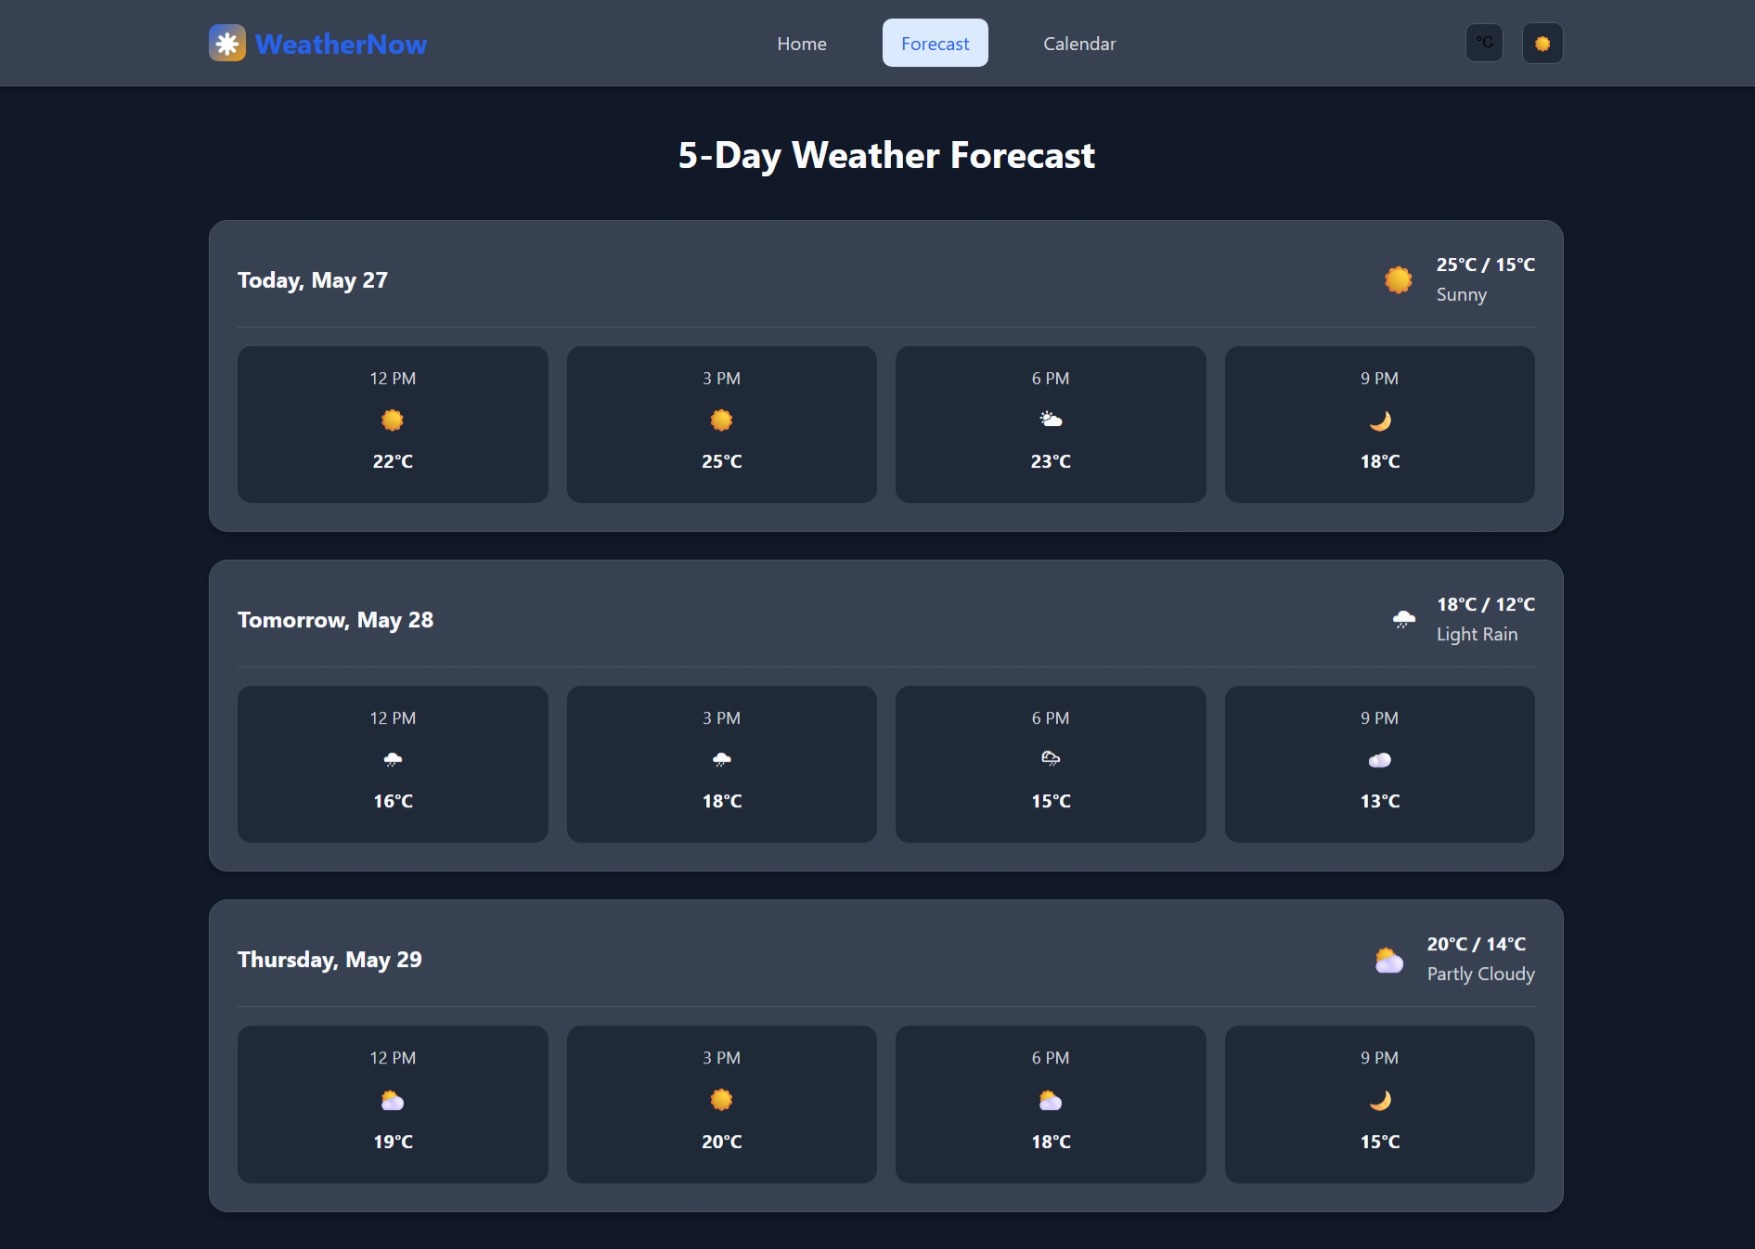 WeatherNow
Home
Forecast
Calendar
°C
5-Day Weather Forecast
Today, May 27
25°C / 15°C
Sunny
12 PM
22°C
3 PM
25°C
6 PM
23°C
9 PM
18°C
Tomorrow, May 28
18°C / 12°C
Light Rain
12 PM
16°C
3 PM
18°C
6 PM
15°C
9 PM
13°C
Thursday, May 29
20°C / 14°C
Partly Cloudy
12 PM
19°C
3 PM
20°C
6 PM
18°C
9 PM
15°C